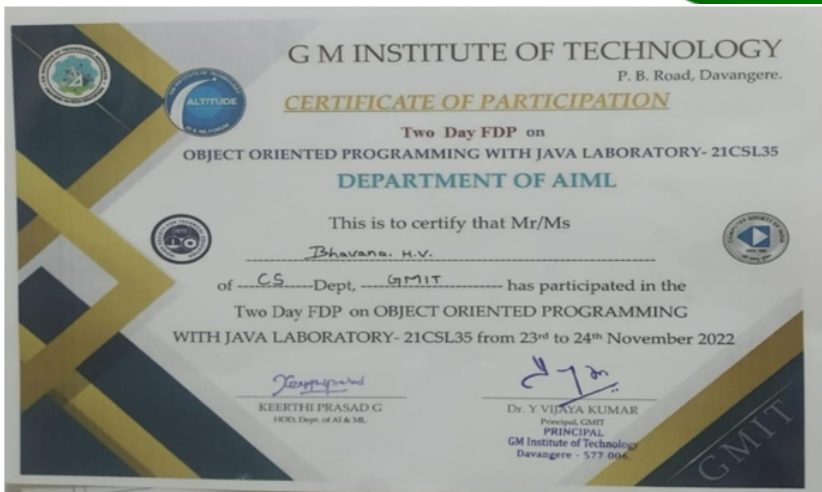 G M INSTITUTE OF TECHNOLOGY
P. B. Road, Davangere.
ALTITUDE
AI & ML FORUM
CERTIFICATE OF PARTICIPATION
Two Day FDP on
OBJECT ORIENTED PROGRAMMING WITH JAVA LABORATORY- 21CSL35
DEPARTMENT OF AIML
This is to certify that Mr/Ms
Bhavana. H.V.
of CS Dept, GMIT has participated in the
Two Day FDP on OBJECT ORIENTED PROGRAMMING
WITH JAVA LABORATORY- 21CSL35 from 23rd to 24th November 2022
KEERTHI PRASAD G
HOD, Dept. of AI & ML
Dr. Y VIJAYA KUMAR
Principal, GMIT
PRINCIPAL
GM Institute of Technology
Davangere - 577 006.
GMIT